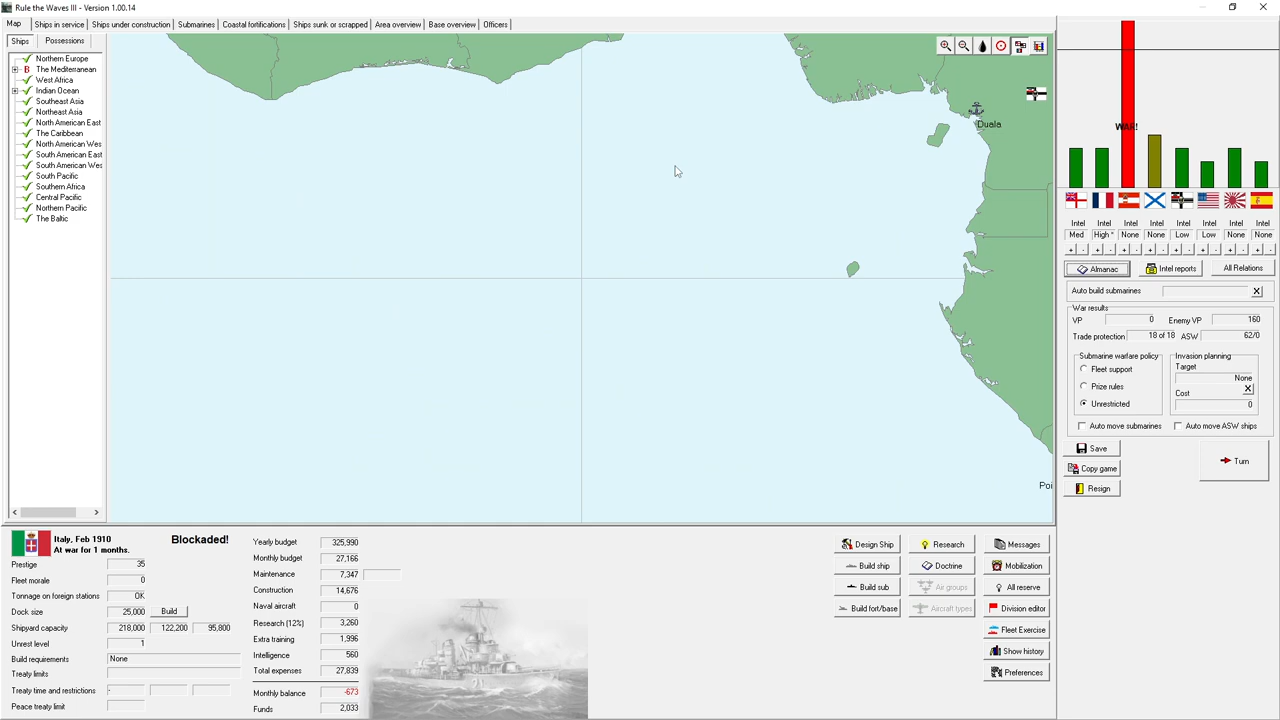 Rule the Waves III - Version 1.00.14
Map
Ships in service
Ships under construction
Submarines
Coastal fortifications
Ships sunk or scrapped
Area overview
Base overview
Officers
Ships
Possessions
Northern Europe
B The Mediterranean
West Africa
Indian Ocean
Southeast Asia
Northeast Asia
North American East
The Caribbean
North American Wes
South American East
South American Wes
South Pacific
Southern Africa
Central Pacific
Northern Pacific
The Baltic
Duala
Poi
WAR!
Intel Intel Intel Intel Intel Intel Intel Intel
Med High * None None Low Low None None
+ - + - + - + - + - + - + - + -
Almanac
Intel reports
All Relations
Auto build submarines
X
War results
VP 0 Enemy VP 160
Trade protection 18 of 18 ASW 62/0
Submarine warfare policy
Fleet support
Prize rules
Unrestricted
Invasion planning
Target
None
Cost X
0
Auto move submarines
Auto move ASW ships
Save
Copy game
Resign
Turn
Italy, Feb 1910
At war for 1 months.
Blockaded!
Prestige 35
Fleet morale 0
Tonnage on foreign stations OK
Dock size 25,000 Build
Shipyard capacity 218,000 122,200 95,800
Unrest level 1
Build requirements None
Treaty limits
Treaty time and restrictions -
Peace treaty limit
Yearly budget 325,990
Monthly budget 27,166
Maintenance 7,347
Construction 14,676
Naval aircraft 0
Research (12%) 3,260
Extra training 1,996
Intelligence 560
Total expenses 27,839
Monthly balance -673
Funds 2,033
Design Ship
Build ship
Build sub
Build fort/base
Research
Doctrine
Air groups
Aircraft types
Messages
Mobilization
All reserve
Division editor
Fleet Exercise
Show history
Preferences